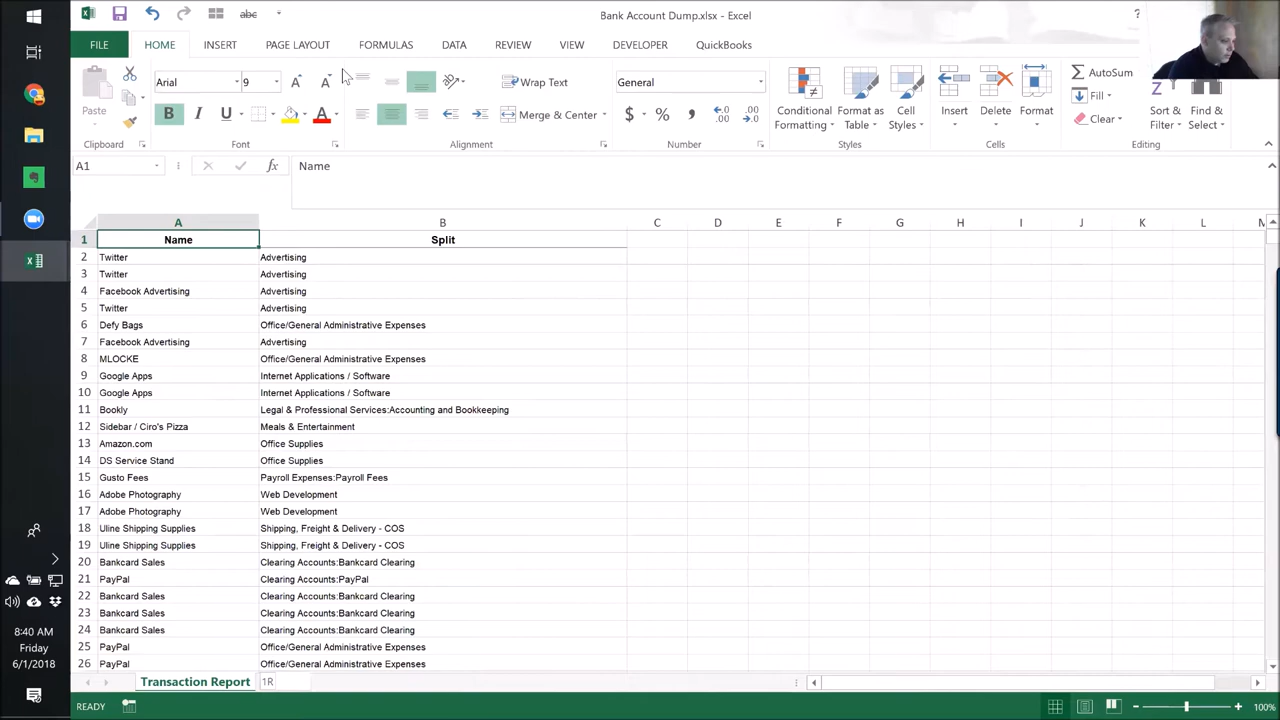 abc
Bank Account Dump.xlsx - Excel
?
FILE HOME INSERT PAGE LAYOUT FORMULAS DATA REVIEW VIEW DEVELOPER QuickBooks
Paste
Clipboard
Arial 9
B I U A
Font
Wrap Text
Merge & Center
Alignment
General
$ % ,
Number
Conditional Formatting
Format as Table
Cell Styles
Styles
Insert
Delete
Format
Cells
AutoSum
Fill
Clear
Sort & Filter
Find & Select
Editing
A1 fx Name
A B C D E F G H I J K L M
1 Name Split
2 Twitter Advertising
3 Twitter Advertising
4 Facebook Advertising Advertising
5 Twitter Advertising
6 Defy Bags Office/General Administrative Expenses
7 Facebook Advertising Advertising
8 MLOCKE Office/General Administrative Expenses
9 Google Apps Internet Applications / Software
10 Google Apps Internet Applications / Software
11 Bookly Legal & Professional Services:Accounting and Bookkeeping
12 Sidebar / Ciro's Pizza Meals & Entertainment
13 Amazon.com Office Supplies
14 DS Service Stand Office Supplies
15 Gusto Fees Payroll Expenses:Payroll Fees
16 Adobe Photography Web Development
17 Adobe Photography Web Development
18 Uline Shipping Supplies Shipping, Freight & Delivery - COS
19 Uline Shipping Supplies Shipping, Freight & Delivery - COS
20 Bankcard Sales Clearing Accounts:Bankcard Clearing
21 PayPal Clearing Accounts:PayPal
22 Bankcard Sales Clearing Accounts:Bankcard Clearing
23 Bankcard Sales Clearing Accounts:Bankcard Clearing
24 Bankcard Sales Clearing Accounts:Bankcard Clearing
25 PayPal Office/General Administrative Expenses
26 PayPal Office/General Administrative Expenses
Transaction Report 1R
READY 100%
8:40 AM
Friday
6/1/2018